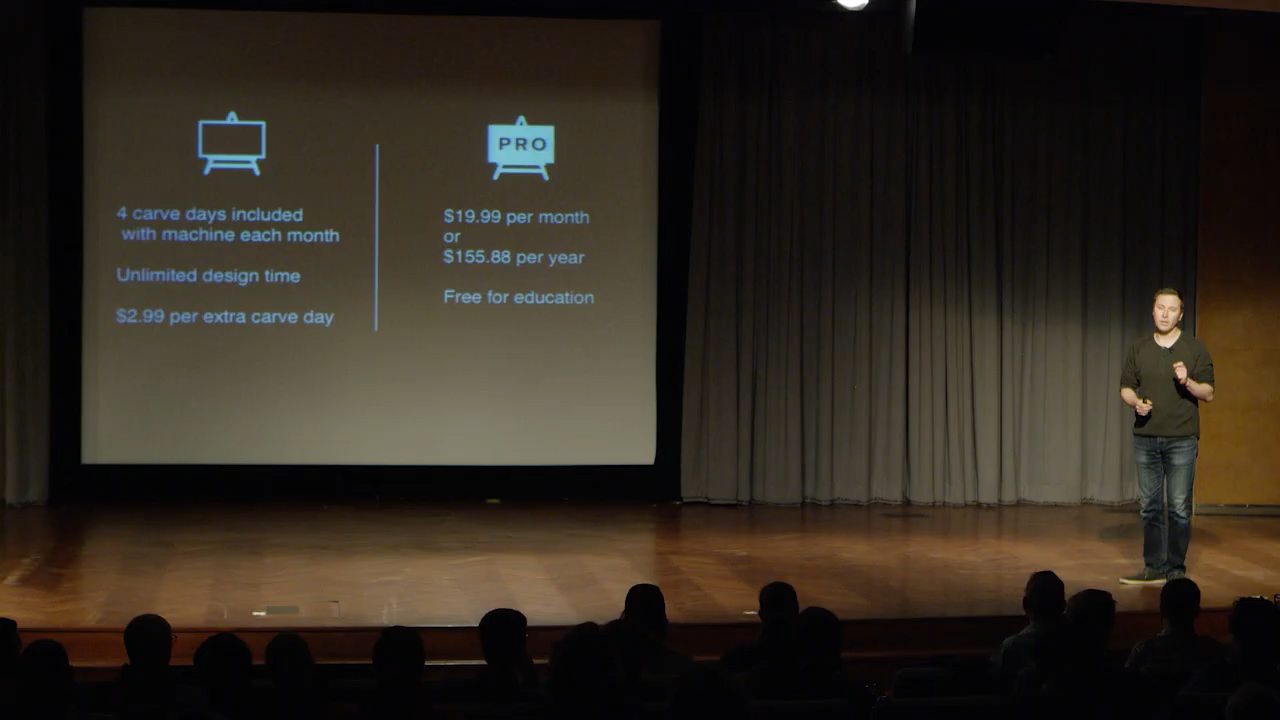 4 carve days included
with machine each month
Unlimited design time
$2.99 per extra carve day
PRO
$19.99 per month
or
$155.88 per year
Free for education